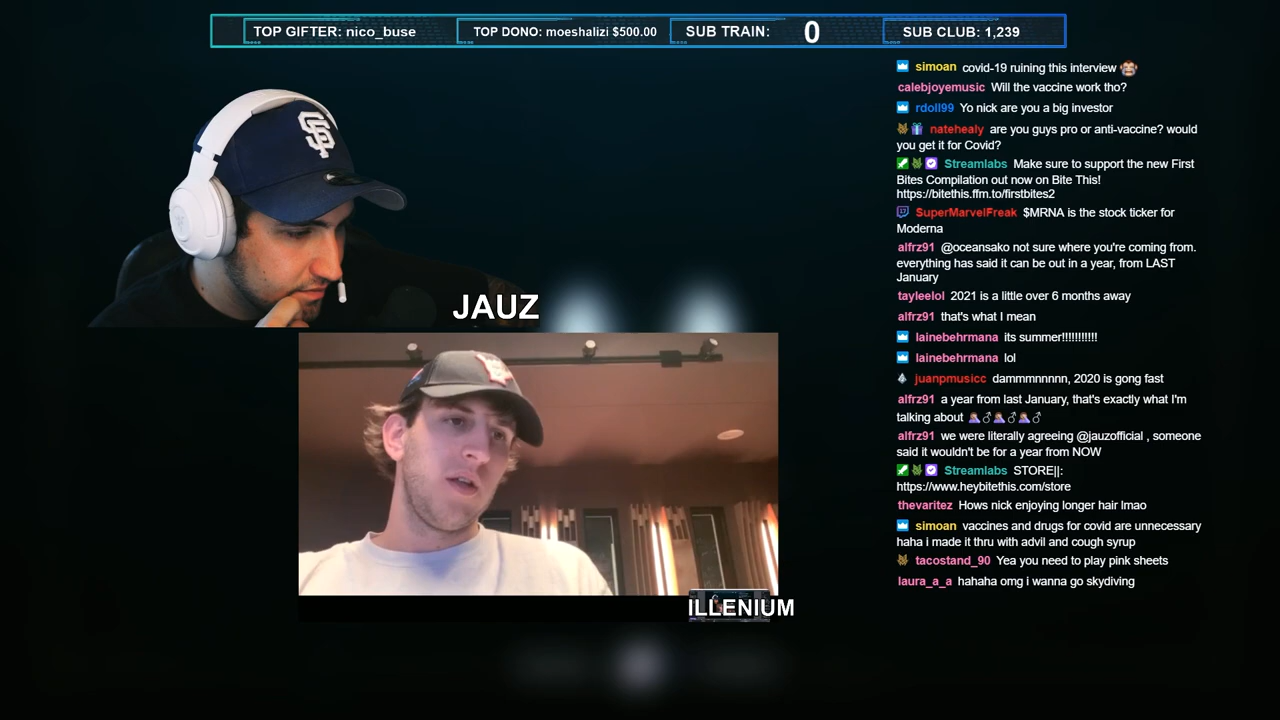 TOP GIFTER: nico_buse
TOP DONO: moeshalizi $500.00
SUB TRAIN: 0
SUB CLUB: 1,239
SF
JAUZ
ILLENIUM
simoan covid-19 ruining this interview
calebjoyemusic Will the vaccine work tho?
rdoll99 Yo nick are you a big investor
natehealy are you guys pro or anti-vaccine? would
you get it for Covid?
Streamlabs Make sure to support the new First
Bites Compilation out now on Bite This!
https://bitethis.ffm.to/firstbites2
SuperMarvelFreak $MRNA is the stock ticker for
Moderna
alfrz91 @oceansako not sure where you're coming from.
everything has said it can be out in a year, from LAST
January
tayleelol 2021 is a little over 6 months away
alfrz91 that's what I mean
lainebehrmana its summer!!!!!!!!!!!
lainebehrmana lol
juanpmusicc dammmnnnnn, 2020 is gong fast
alfrz91 a year from last January, that's exactly what I'm
talking about
alfrz91 we were literally agreeing @jauzofficial , someone
said it wouldn't be for a year from NOW
Streamlabs STORE||:
https://www.heybitethis.com/store
thevaritez Hows nick enjoying longer hair lmao
simoan vaccines and drugs for covid are unnecessary
haha i made it thru with advil and cough syrup
tacostand_90 Yea you need to play pink sheets
laura_a_a hahaha omg i wanna go skydiving